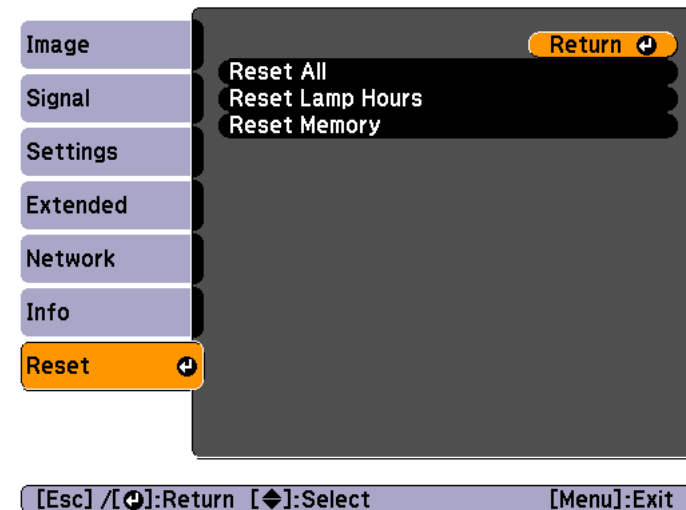 Image
Signal
Settings
Extended
Network
Info
Reset
Return
Reset All
Reset Lamp Hours
Reset Memory
[Esc] /[⏎]:Return [◆]:Select [Menu]:Exit